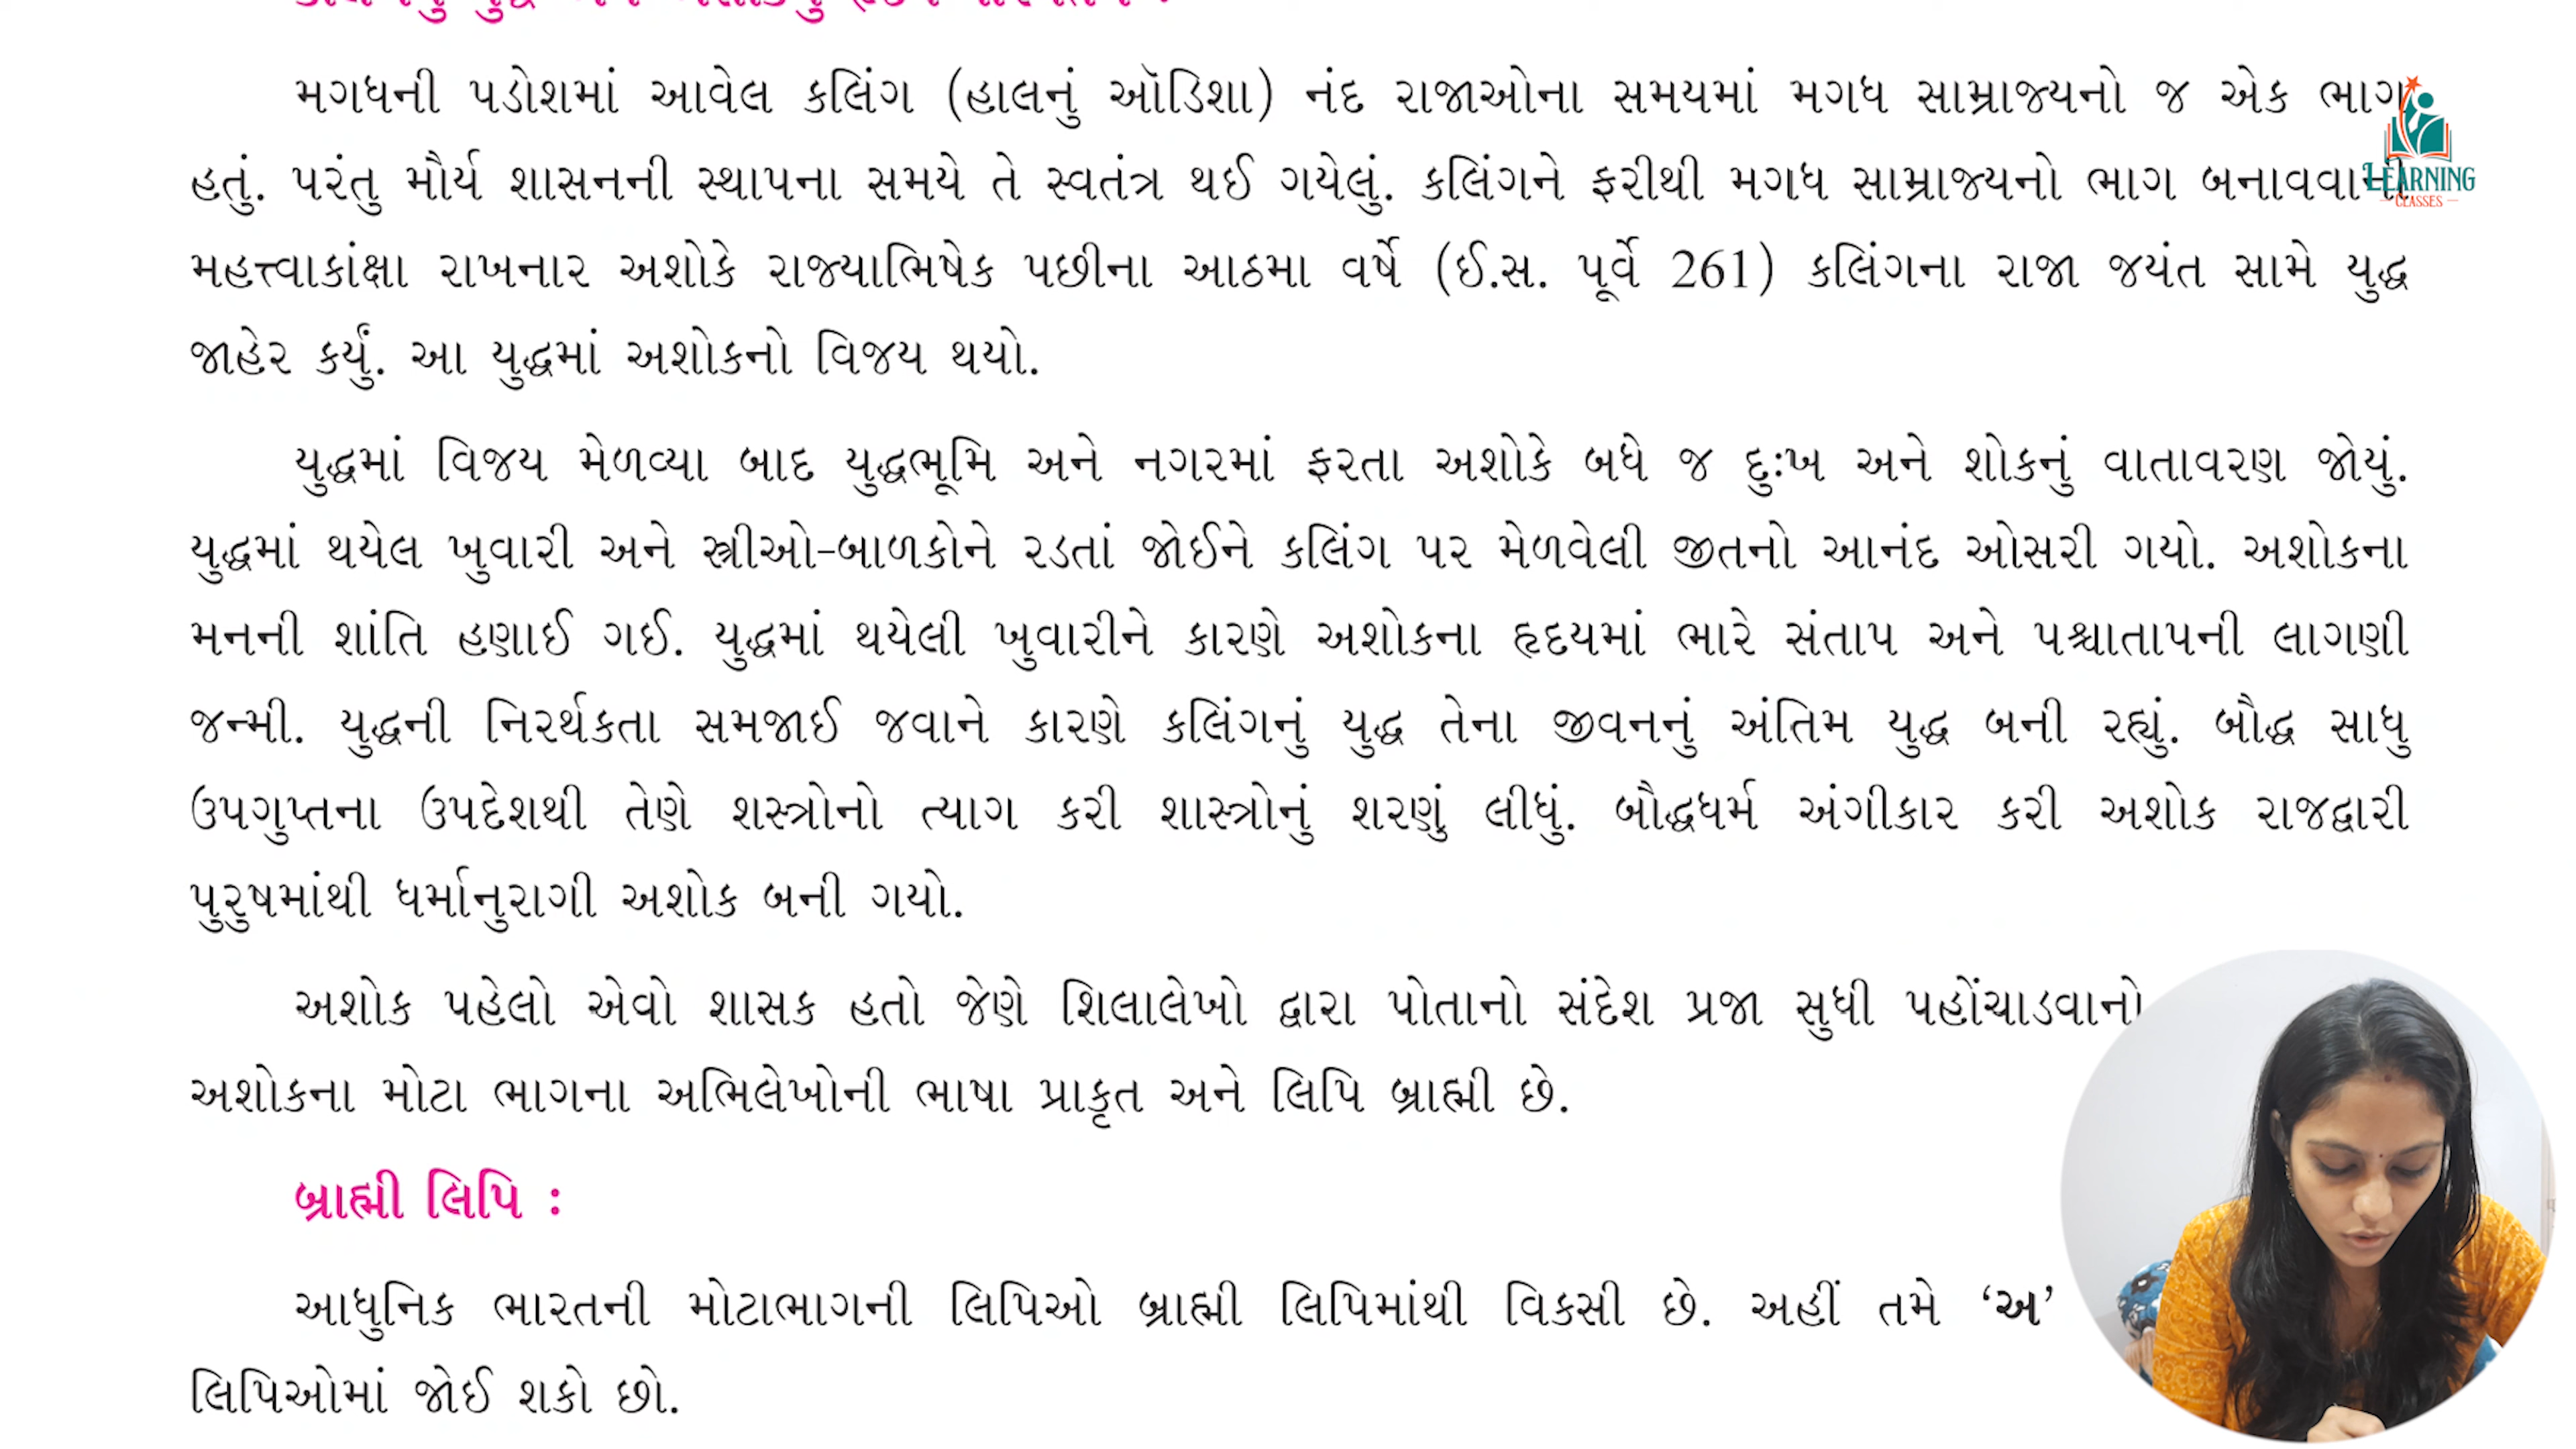 મગધની પડોશમાં આવેલ કલિંગ (હાલનું ઑડિશા) નંદ રાજાઓના સમયમાં મગધ સામ્રાજ્યનો જ એક ભાગ
હતું. પરંતુ મૌર્ય શાસનની સ્થાપના સમયે તે સ્વતંત્ર થઈ ગયેલું. કલિંગને ફરીથી મગધ સામ્રાજ્યનો ભાગ બનાવવાની
મહત્ત્વાકાંક્ષા રાખનાર અશોકે રાજ્યાભિષેક પછીના આઠમા વર્ષે (ઈ.સ. પૂર્વે 261) કલિંગના રાજા જયંત સામે યુદ્ધ
જાહેર કર્યું. આ યુદ્ધમાં અશોકનો વિજય થયો.
યુદ્ધમાં વિજય મેળવ્યા બાદ યુદ્ધભૂમિ અને નગરમાં ફરતા અશોકે બધે જ દુઃખ અને શોકનું વાતાવરણ જોયું.
યુદ્ધમાં થયેલ ખુવારી અને સ્ત્રીઓ-બાળકોને રડતાં જોઈને કલિંગ પર મેળવેલી જીતનો આનંદ ઓસરી ગયો. અશોકના
મનની શાંતિ હણાઈ ગઈ. યુદ્ધમાં થયેલી ખુવારીને કારણે અશોકના હૃદયમાં ભારે સંતાપ અને પશ્ચાતાપની લાગણી
જન્મી. યુદ્ધની નિરર્થકતા સમજાઈ જવાને કારણે કલિંગનું યુદ્ધ તેના જીવનનું અંતિમ યુદ્ધ બની રહ્યું. બૌદ્ધ સાધુ
ઉપગુપ્તના ઉપદેશથી તેણે શસ્ત્રોનો ત્યાગ કરી શાસ્ત્રોનું શરણું લીધું. બૌદ્ધધર્મ અંગીકાર કરી અશોક રાજદ્વારી
પુરુષમાંથી ધર્માનુરાગી અશોક બની ગયો.
અશોક પહેલો એવો શાસક હતો જેણે શિલાલેખો દ્વારા પોતાનો સંદેશ પ્રજા સુધી પહોંચાડવાનો
અશોકના મોટા ભાગના અભિલેખોની ભાષા પ્રાકૃત અને લિપિ બ્રાહ્મી છે.
બ્રાહ્મી લિપિ :
આધુનિક ભારતની મોટાભાગની લિપિઓ બ્રાહ્મી લિપિમાંથી વિકસી છે. અહીં તમે ‘અ’
લિપિઓમાં જોઈ શકો છો.
LEARNING
CLASSES